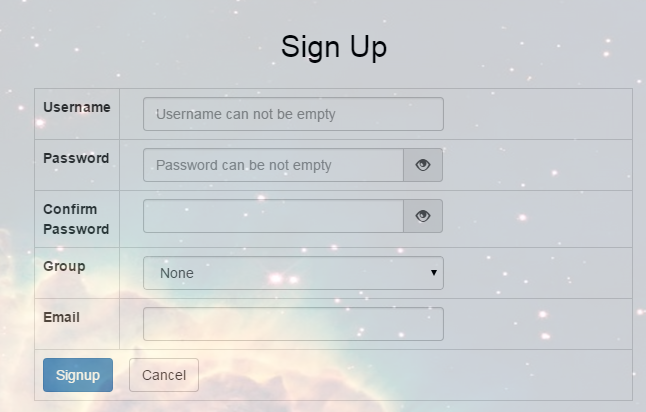 Sign Up
Username
Username can not be empty
Password
Password can be not empty
Confirm
Password
Group
None
Email
Signup
Cancel